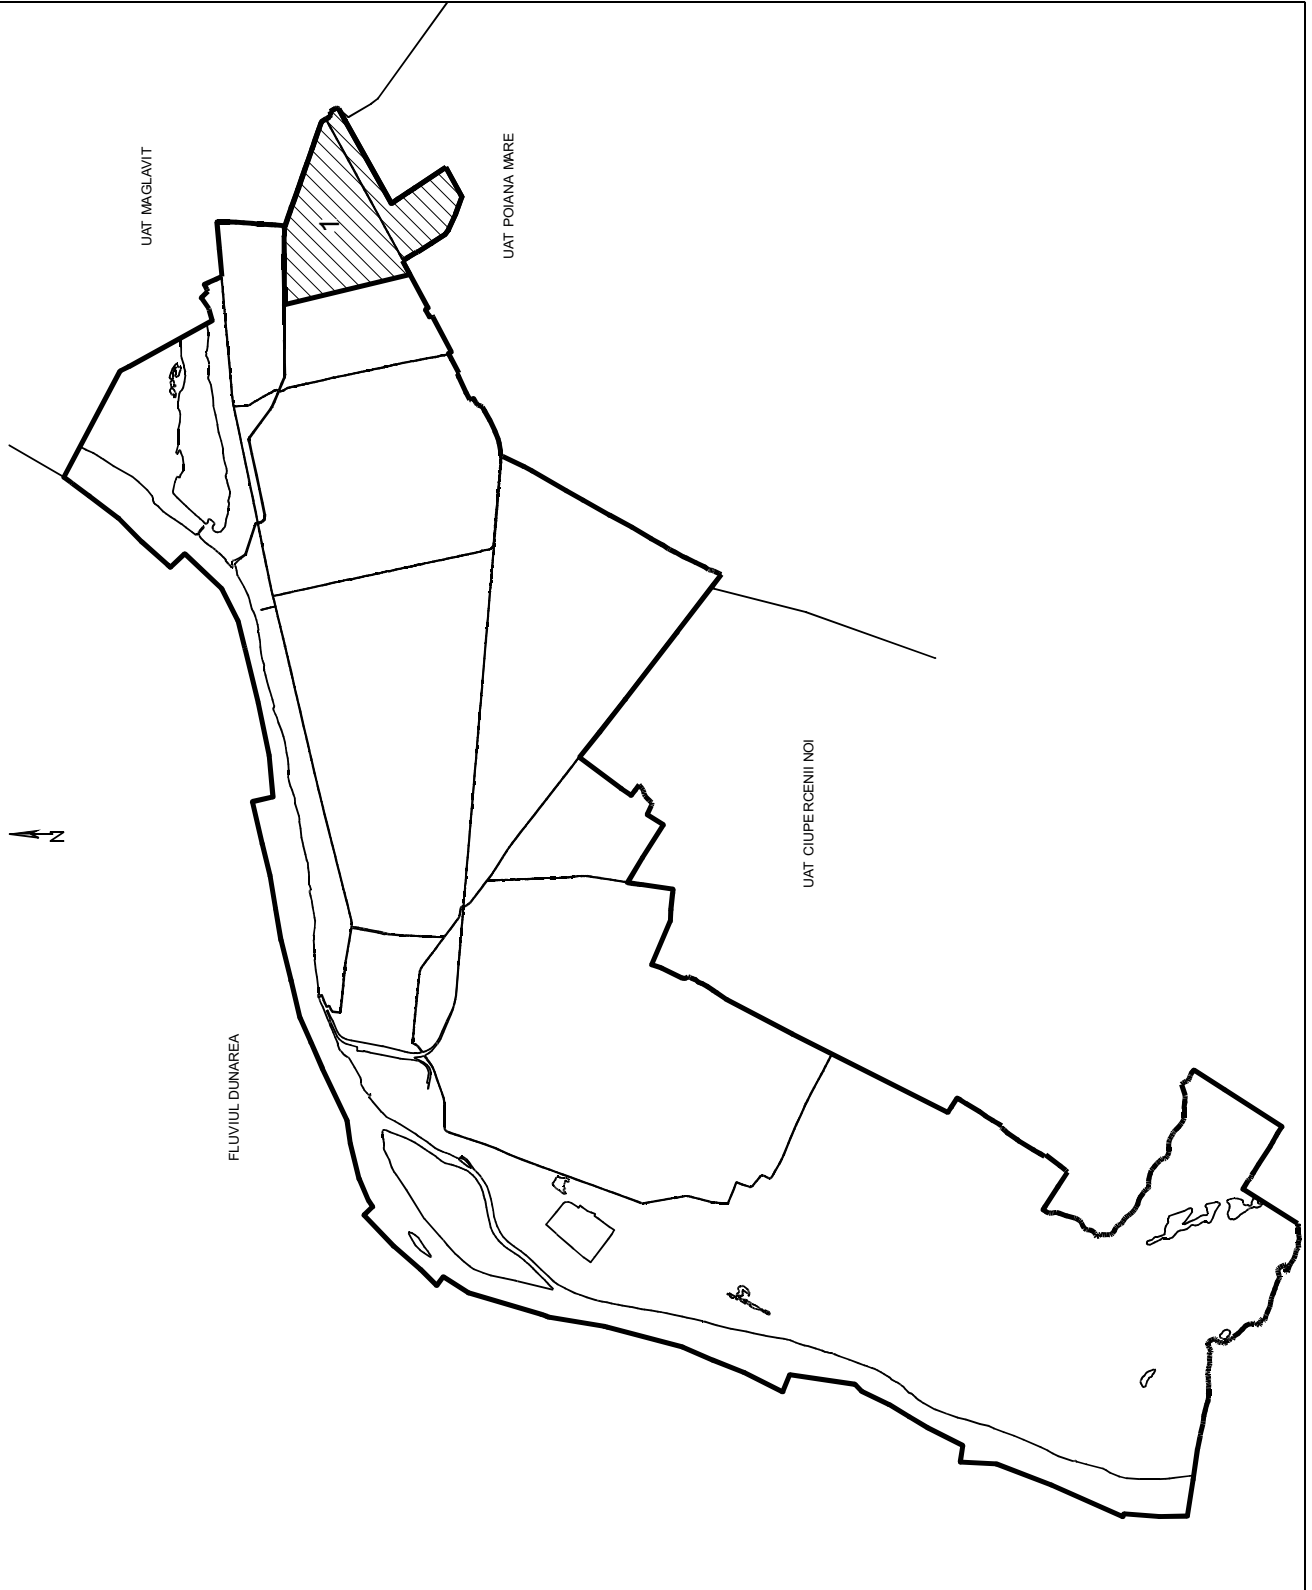 UAT MAGLAVIT
UAT POIANA MARE
1
N
UAT CIUPERCENII NOI
FLUVIUL DUNAREA